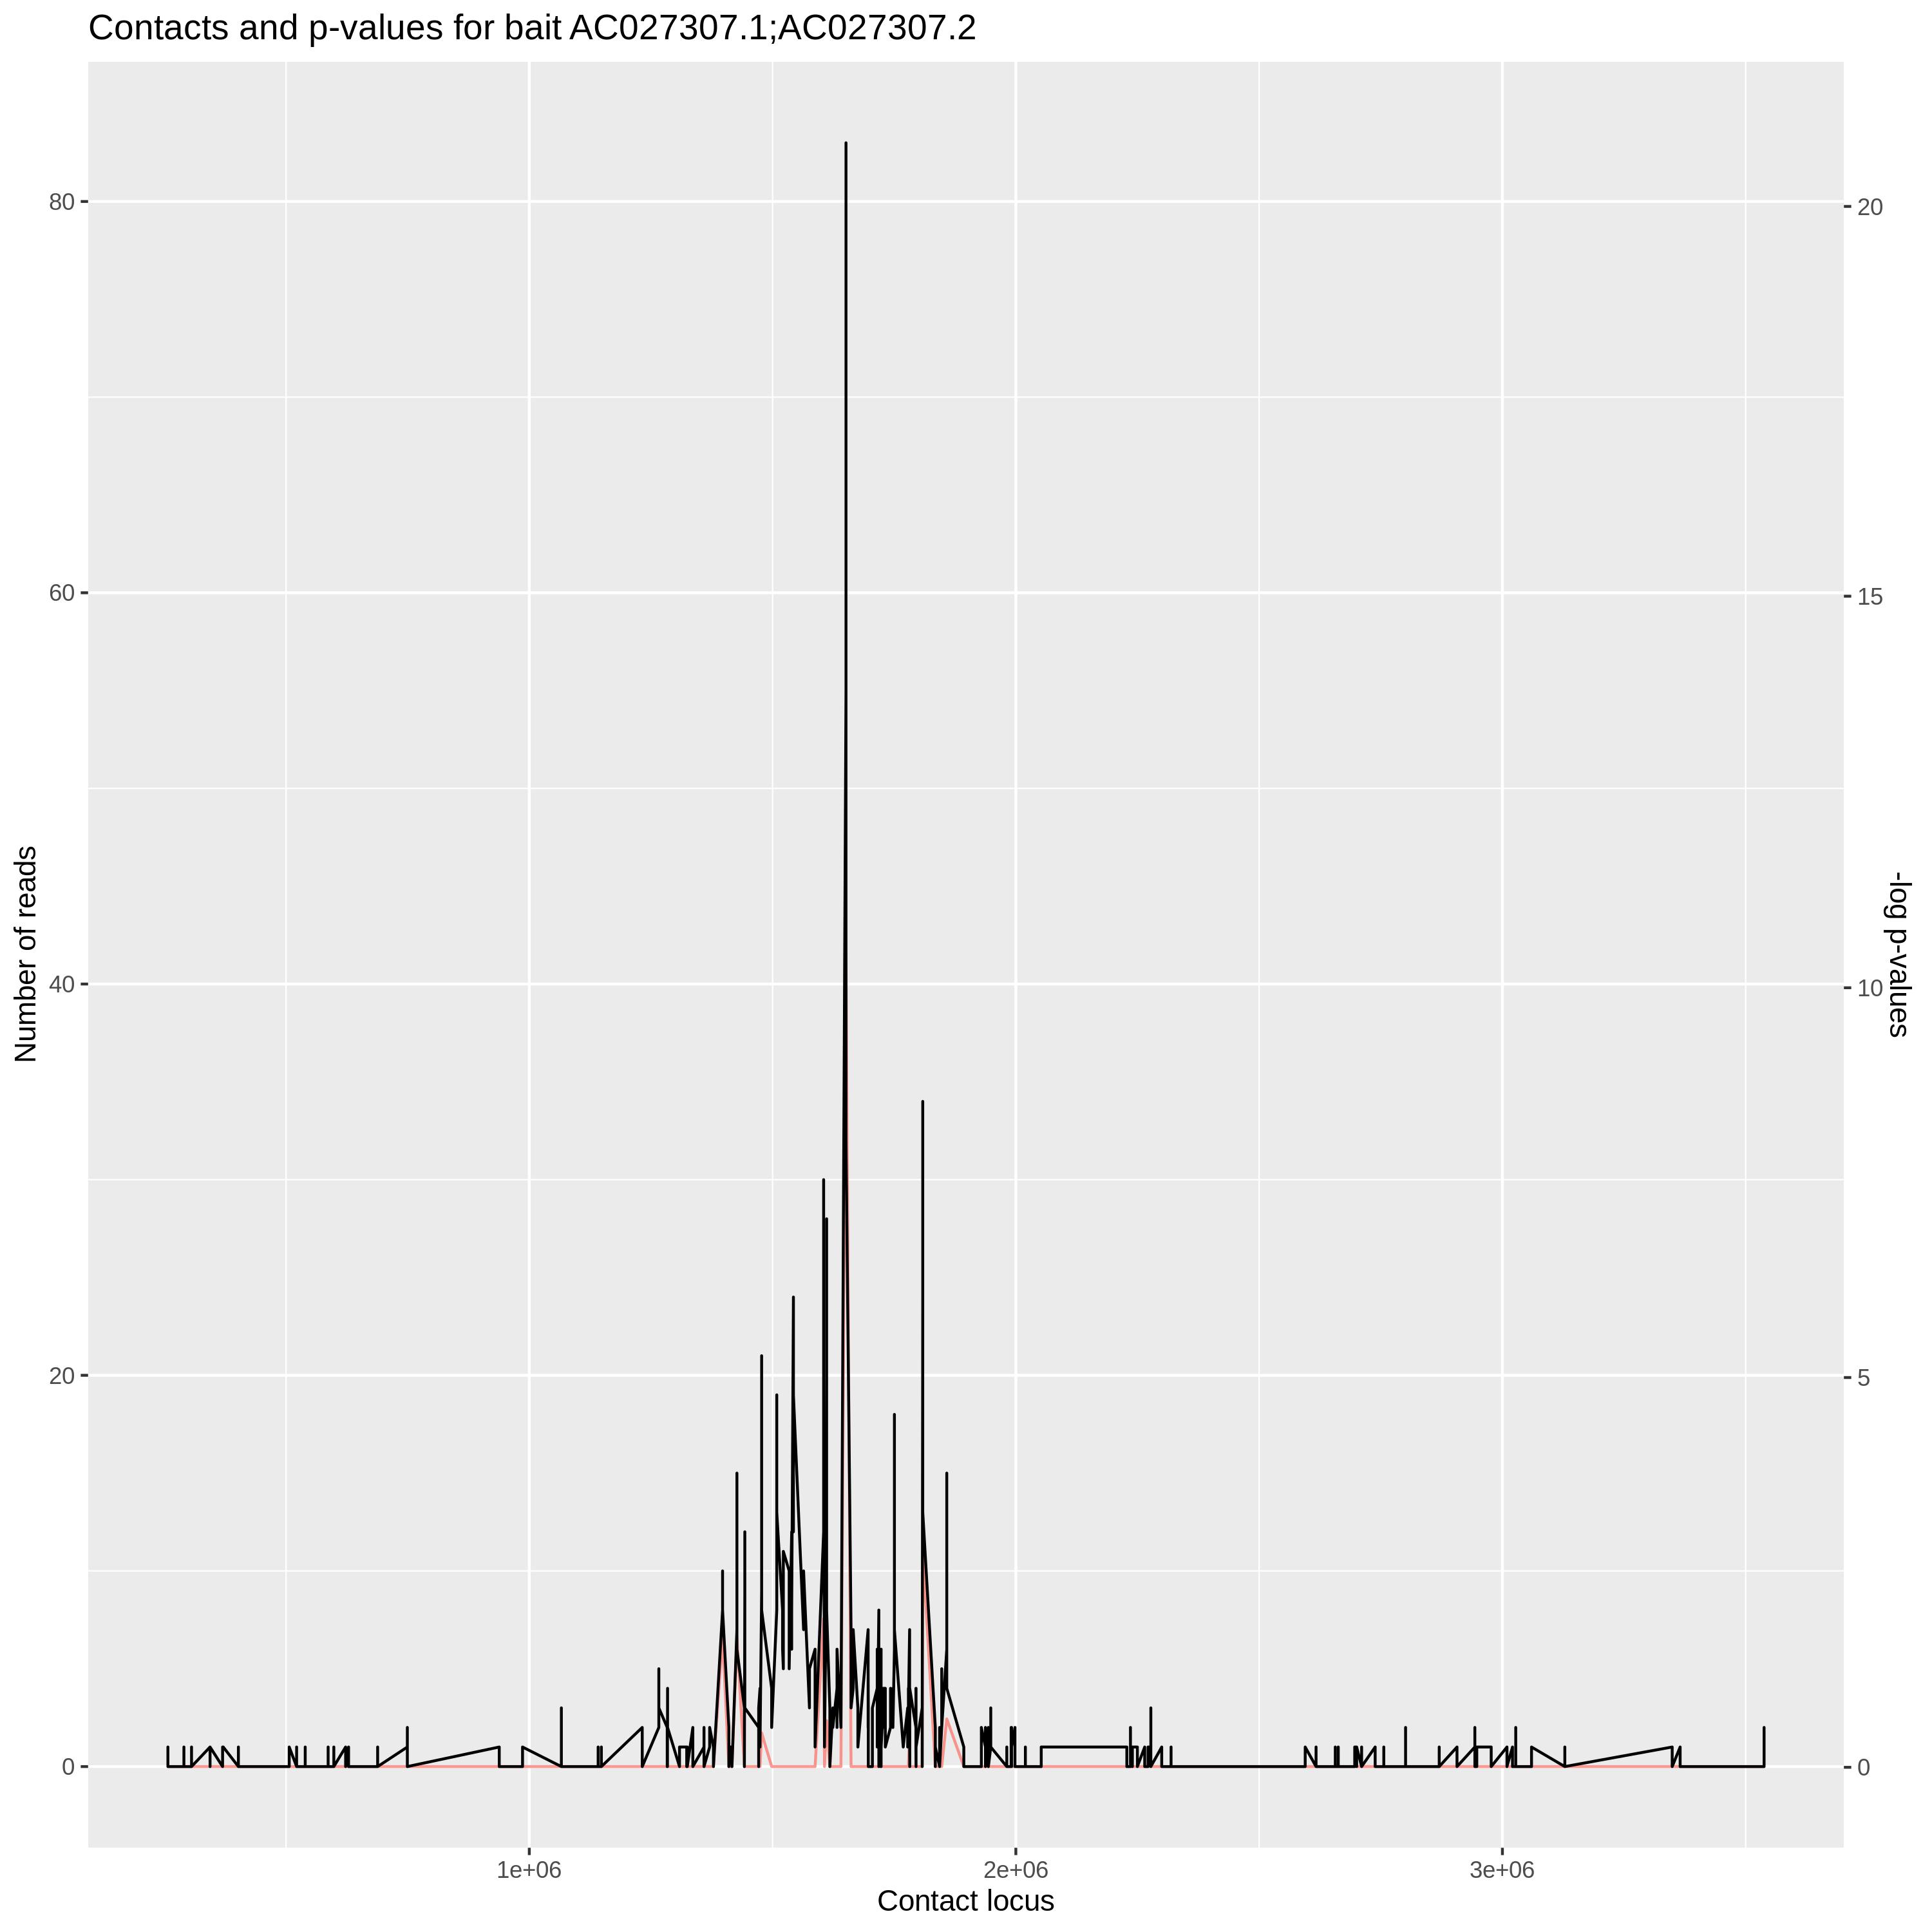 Contacts and p-values for bait AC027307.1;AC027307.2
80
60
40
20
0
Number of reads
20
15
10
5
0
-log p-values
1e+06
2e+06
3e+06
Contact locus